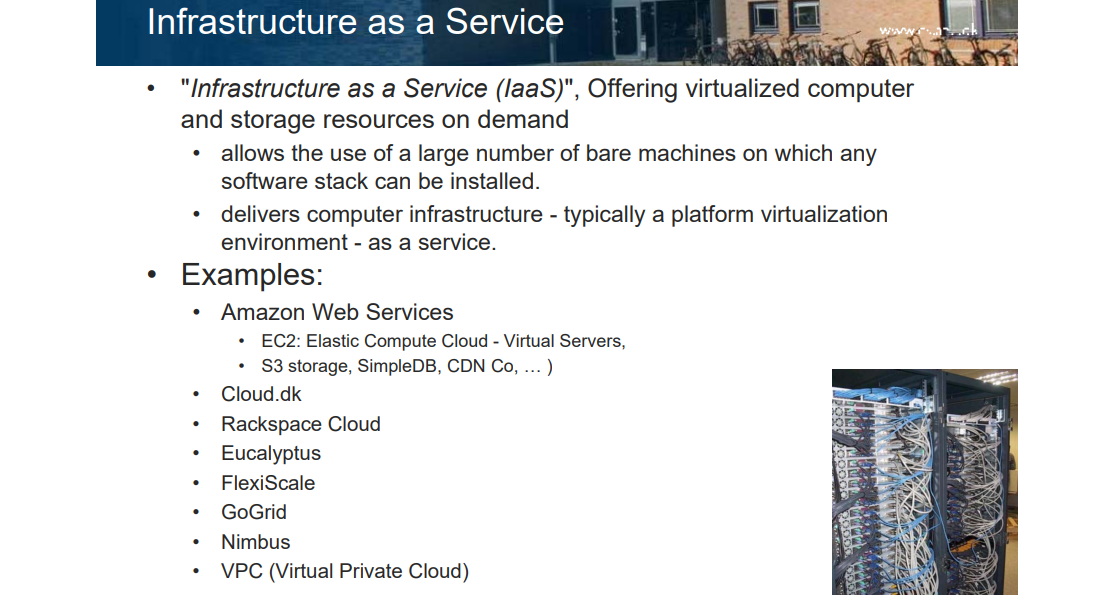 Infrastructure as a Service
• "Infrastructure as a Service (IaaS)", Offering virtualized computer
and storage resources on demand
• allows the use of a large number of bare machines on which any
software stack can be installed.
• delivers computer infrastructure - typically a platform virtualization
environment - as a service.
• Examples:
• Amazon Web Services
• EC2: Elastic Compute Cloud - Virtual Servers,
• S3 storage, SimpleDB, CDN Co, … )
• Cloud.dk
• Rackspace Cloud
• Eucalyptus
• FlexiScale
• GoGrid
• Nimbus
• VPC (Virtual Private Cloud)